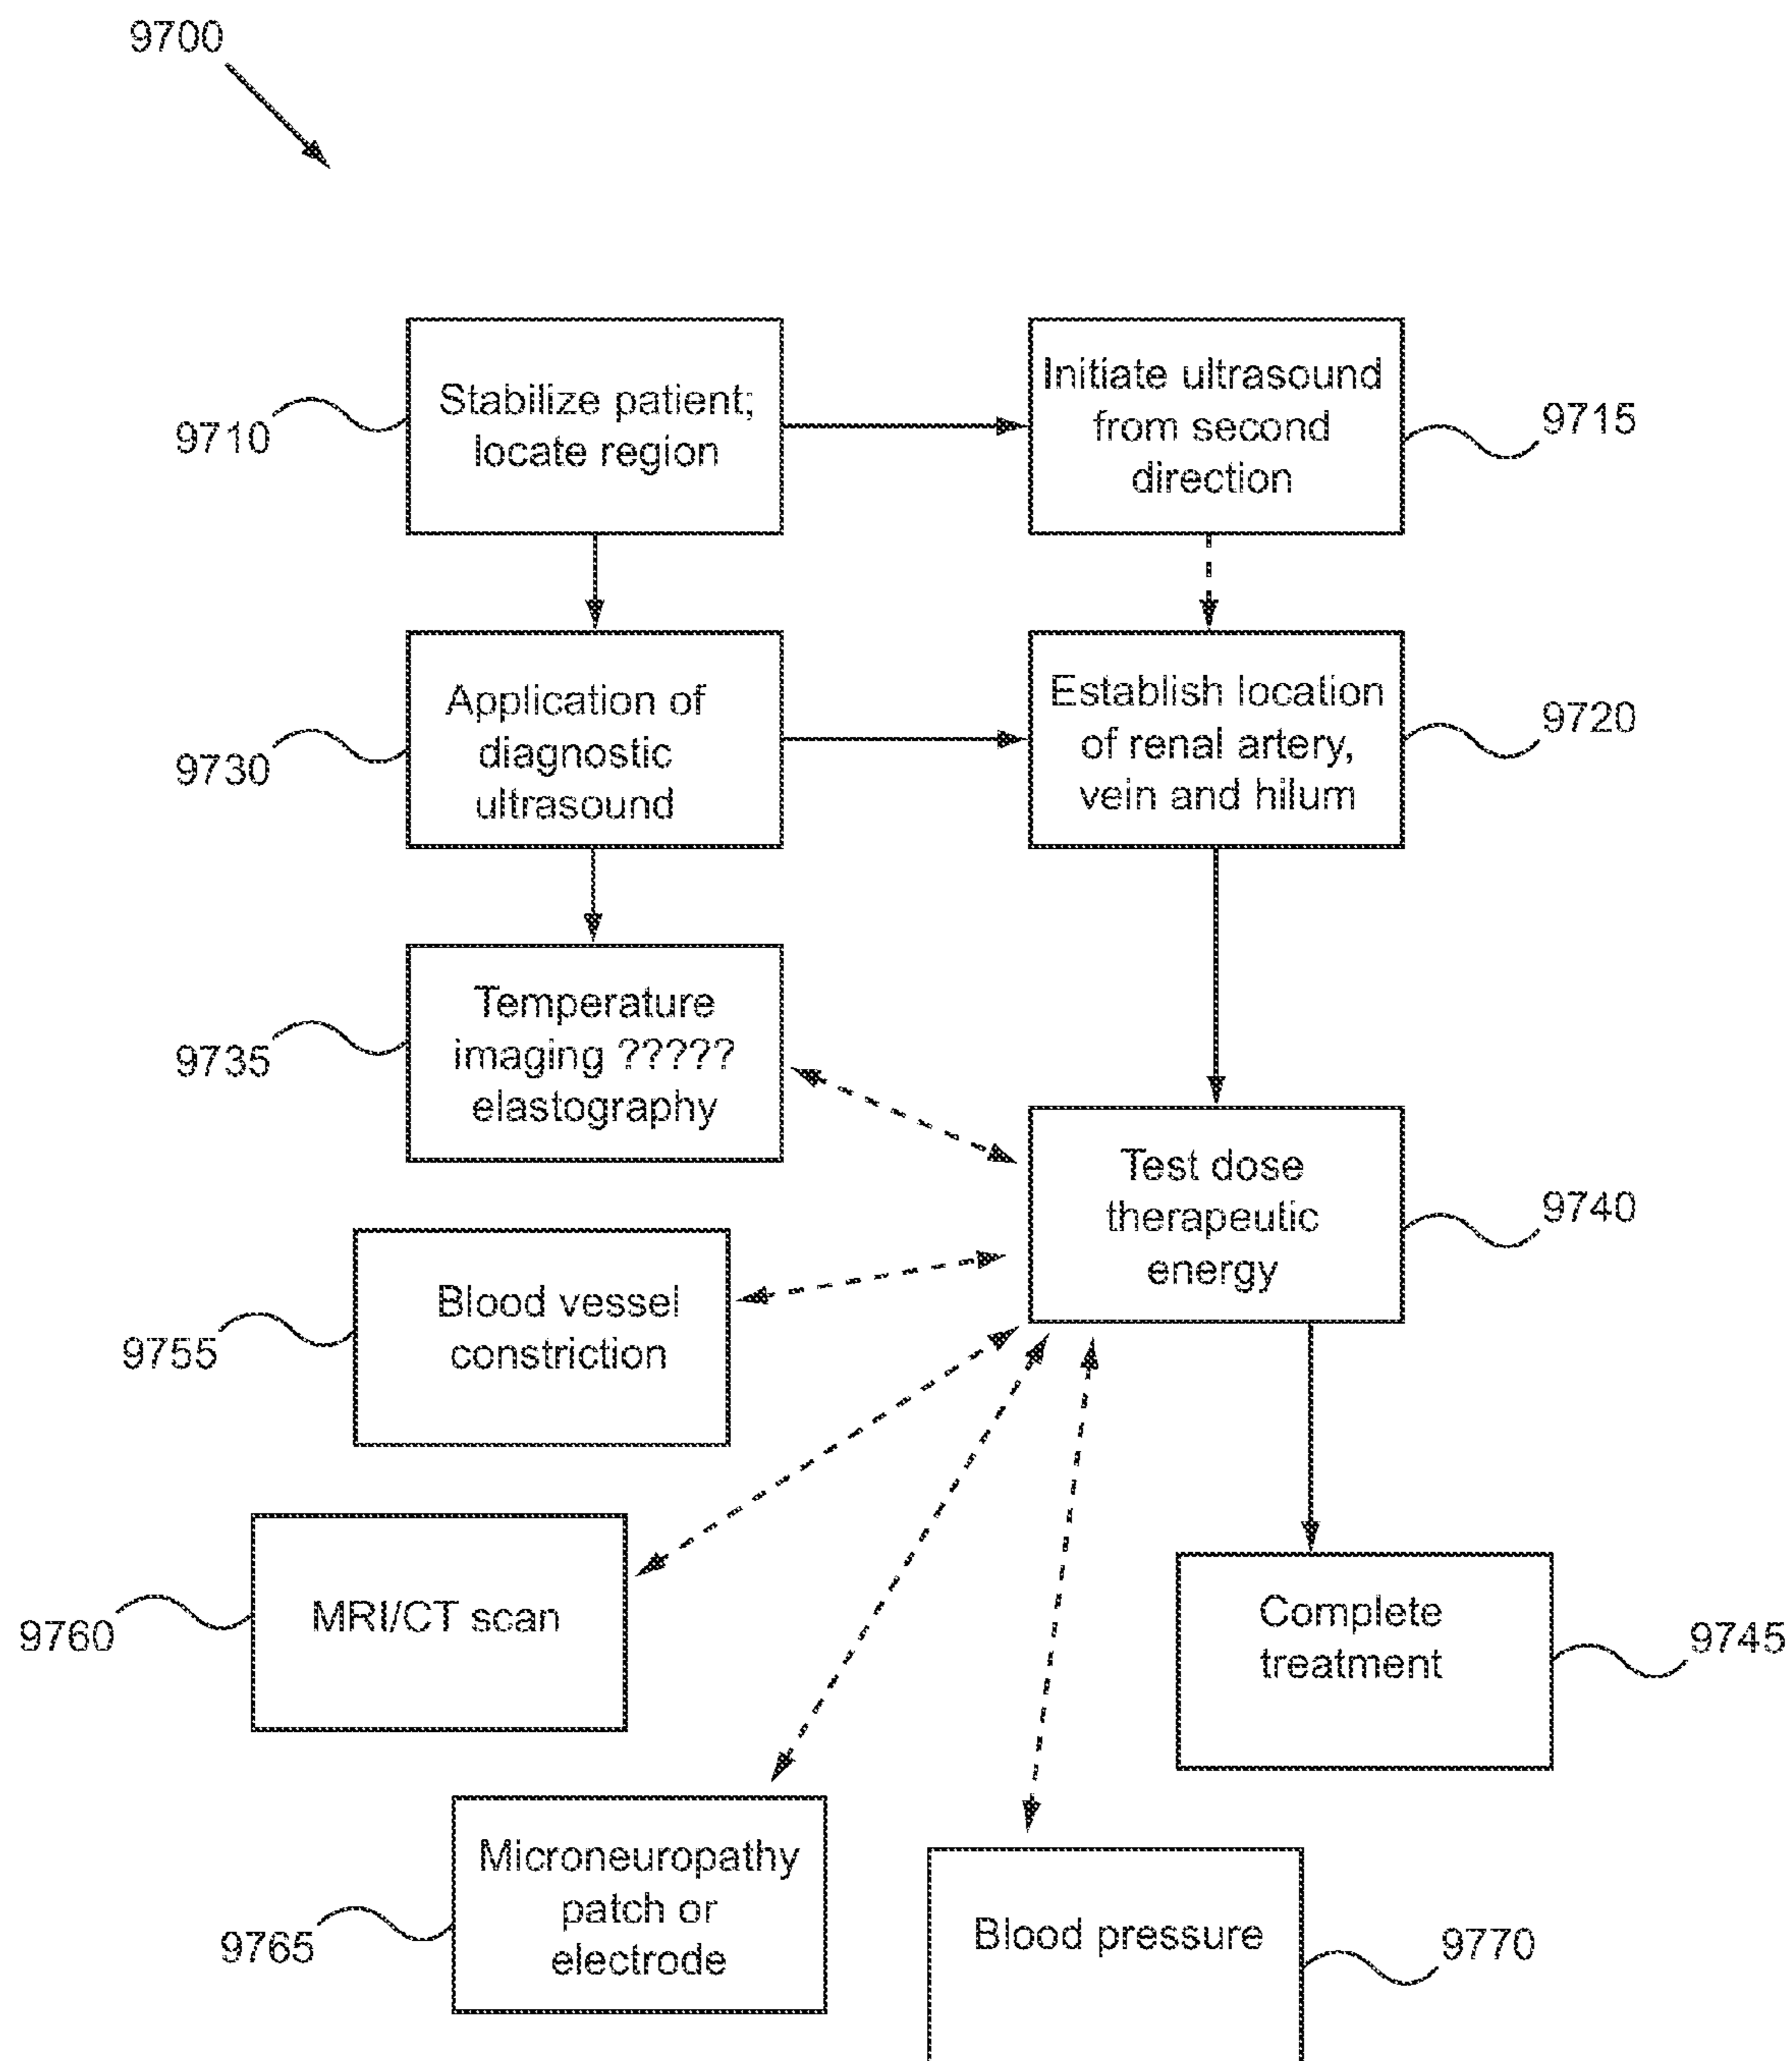 9700
Stabilize patient;
locate region
9710
Initiate ultrasound
from second
direction
9715
Application of
diagnostic
ultrasound
9730
Establish location
of renal artery,
vein and hilum
9720
Temperature
imaging ?????
elastography
9735
Test dose
therapeutic
energy
9740
Blood vessel
constriction
9755
MRI/CT scan
9760
Complete
treatment
9745
Microneuropathy
patch or
electrode
9765
Blood pressure
9770